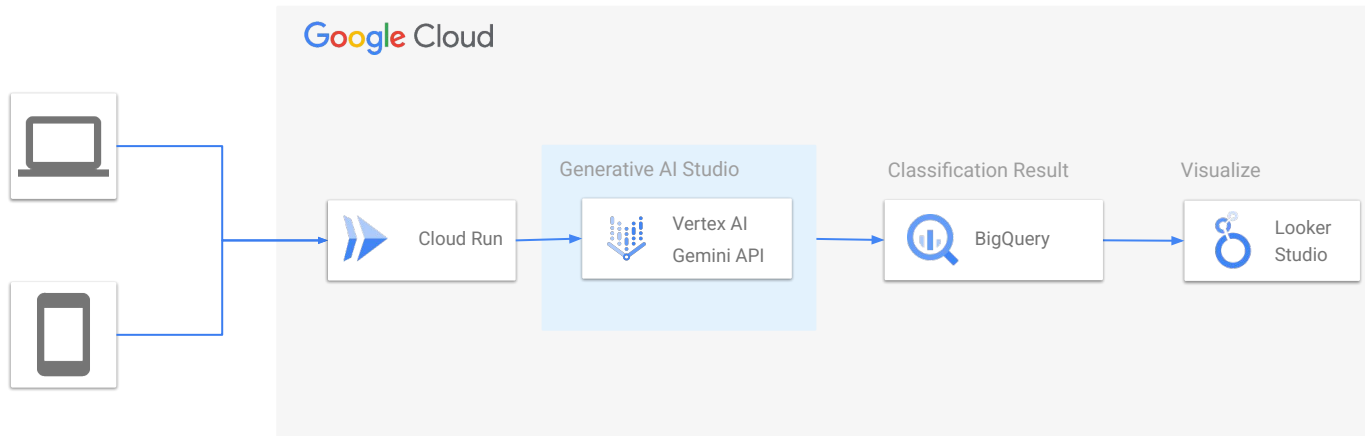 Google Cloud
Generative AI Studio
Classification Result
Visualize
Cloud Run
Vertex AI
Gemini API
BigQuery
Looker
Studio